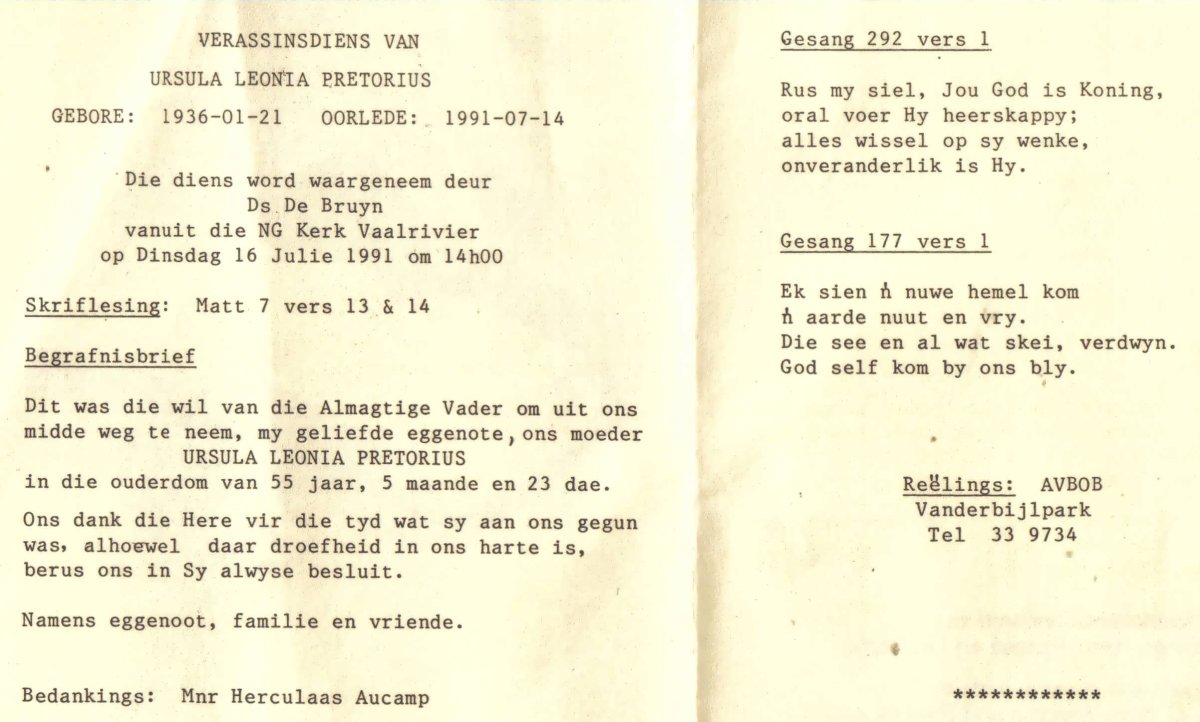 VERASSINSDIENS VAN
URSULA LEONIA PRETORIUS
GEBORE: 1936-01-21 OORLEDE: 1991-07-14
Die diens word waargeneem deur
Ds De Bruyn
vanuit die NG Kerk Vaalrivier
op Dinsdag 16 Julie 1991 om 14h00
Skriflesing: Matt 7 vers 13 & 14
Begrafnisbrief
Dit was die wil van die Almagtige Vader om uit ons
midde weg te neem, my geliefde eggenote, ons moeder
URSULA LEONIA PRETORIUS
in die ouderdom van 55 jaar, 5 maande en 23 dae.
Ons dank die Here vir die tyd wat sy aan ons gegun
was, alhoewel daar droefheid in ons harte is,
berus ons in Sy alwyse besluit.
Namens eggenoot, familie en vriende.
Bedankings: Mnr Herculaas Aucamp
Gesang 292 vers 1
Rus my siel, Jou God is Koning,
oral voer Hy heerskappy;
alles wissel op sy wenke,
onveranderlik is Hy.
Gesang 177 vers 1
Ek sien 'n nuwe hemel kom
'n aarde nuut en vry.
Die see en al wat skei, verdwyn.
God self kom by ons bly.
Reëlings: AVBOB
Vanderbijlpark
Tel 33 9734
************